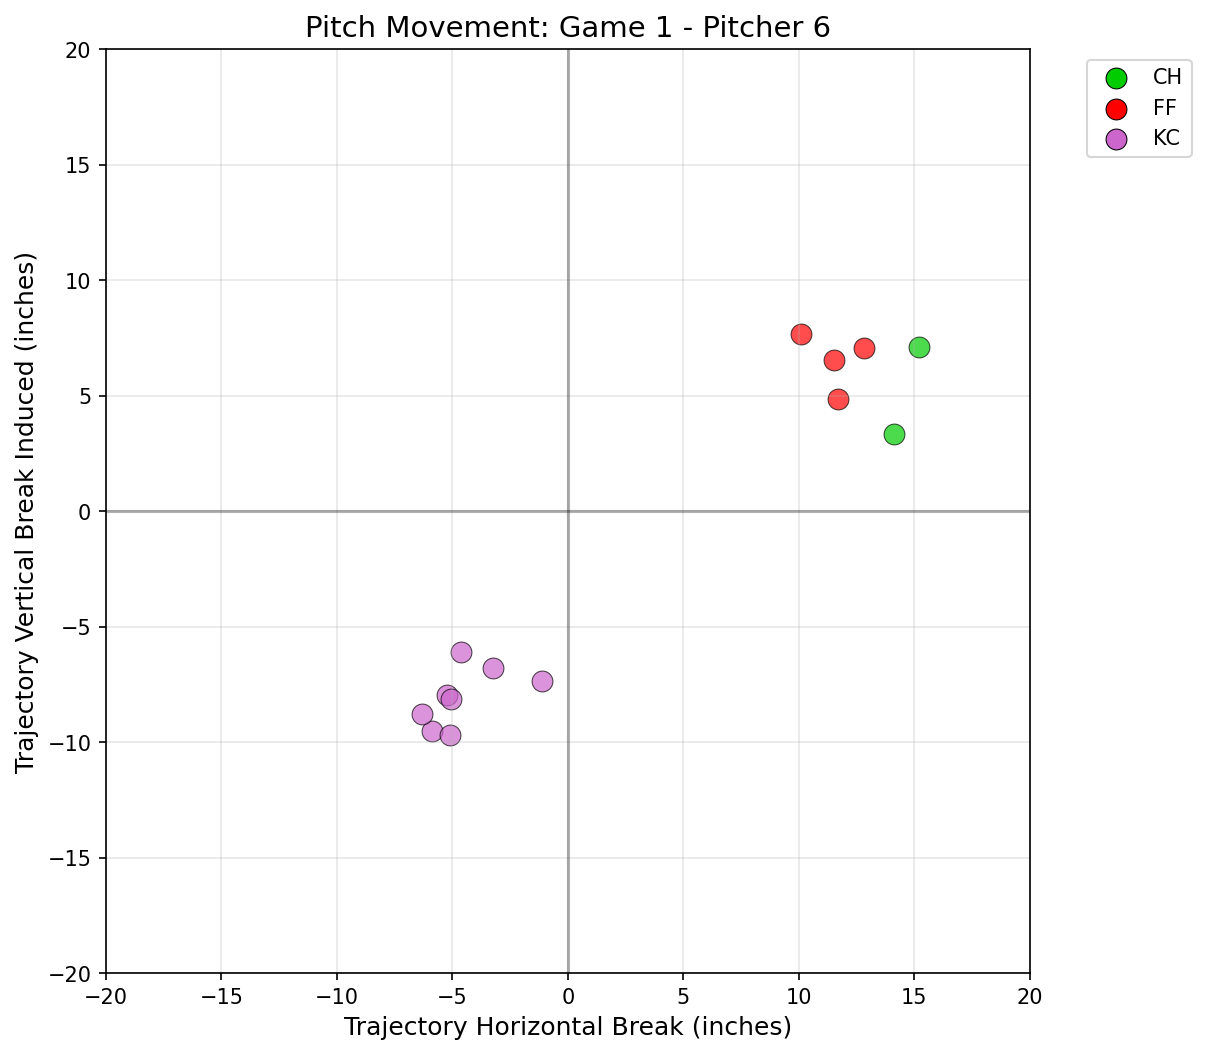 Pitch Movement: Game 1 - Pitcher 6
CH
FF
KC
Trajectory Vertical Break Induced (inches)
20
15
10
5
0
−5
−10
−15
−20
−20 −15 −10 −5 0 5 10 15 20
Trajectory Horizontal Break (inches)